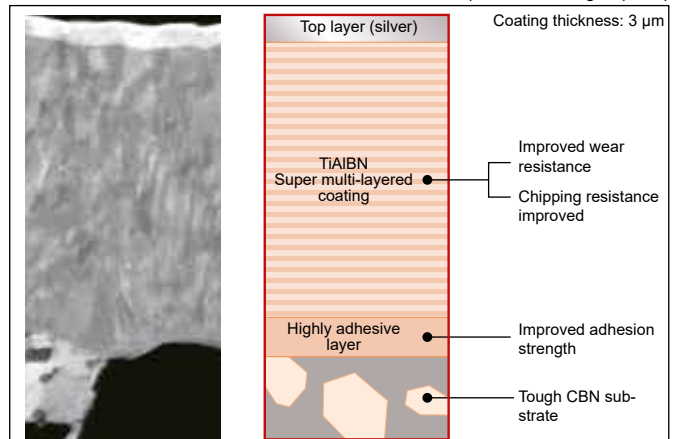 Top layer (silver)
Coating thickness: 3 µm
TiAlBN
Super multi-layered
coating
Improved wear
resistance
Chipping resistance
improved
Highly adhesive
layer
Improved adhesion
strength
Tough CBN sub-
strate